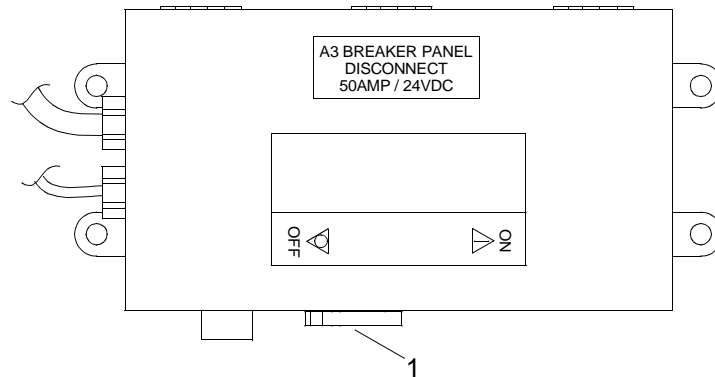 A3 BREAKER PANEL
DISCONNECT
50AMP / 24VDC
OFF
ON
1